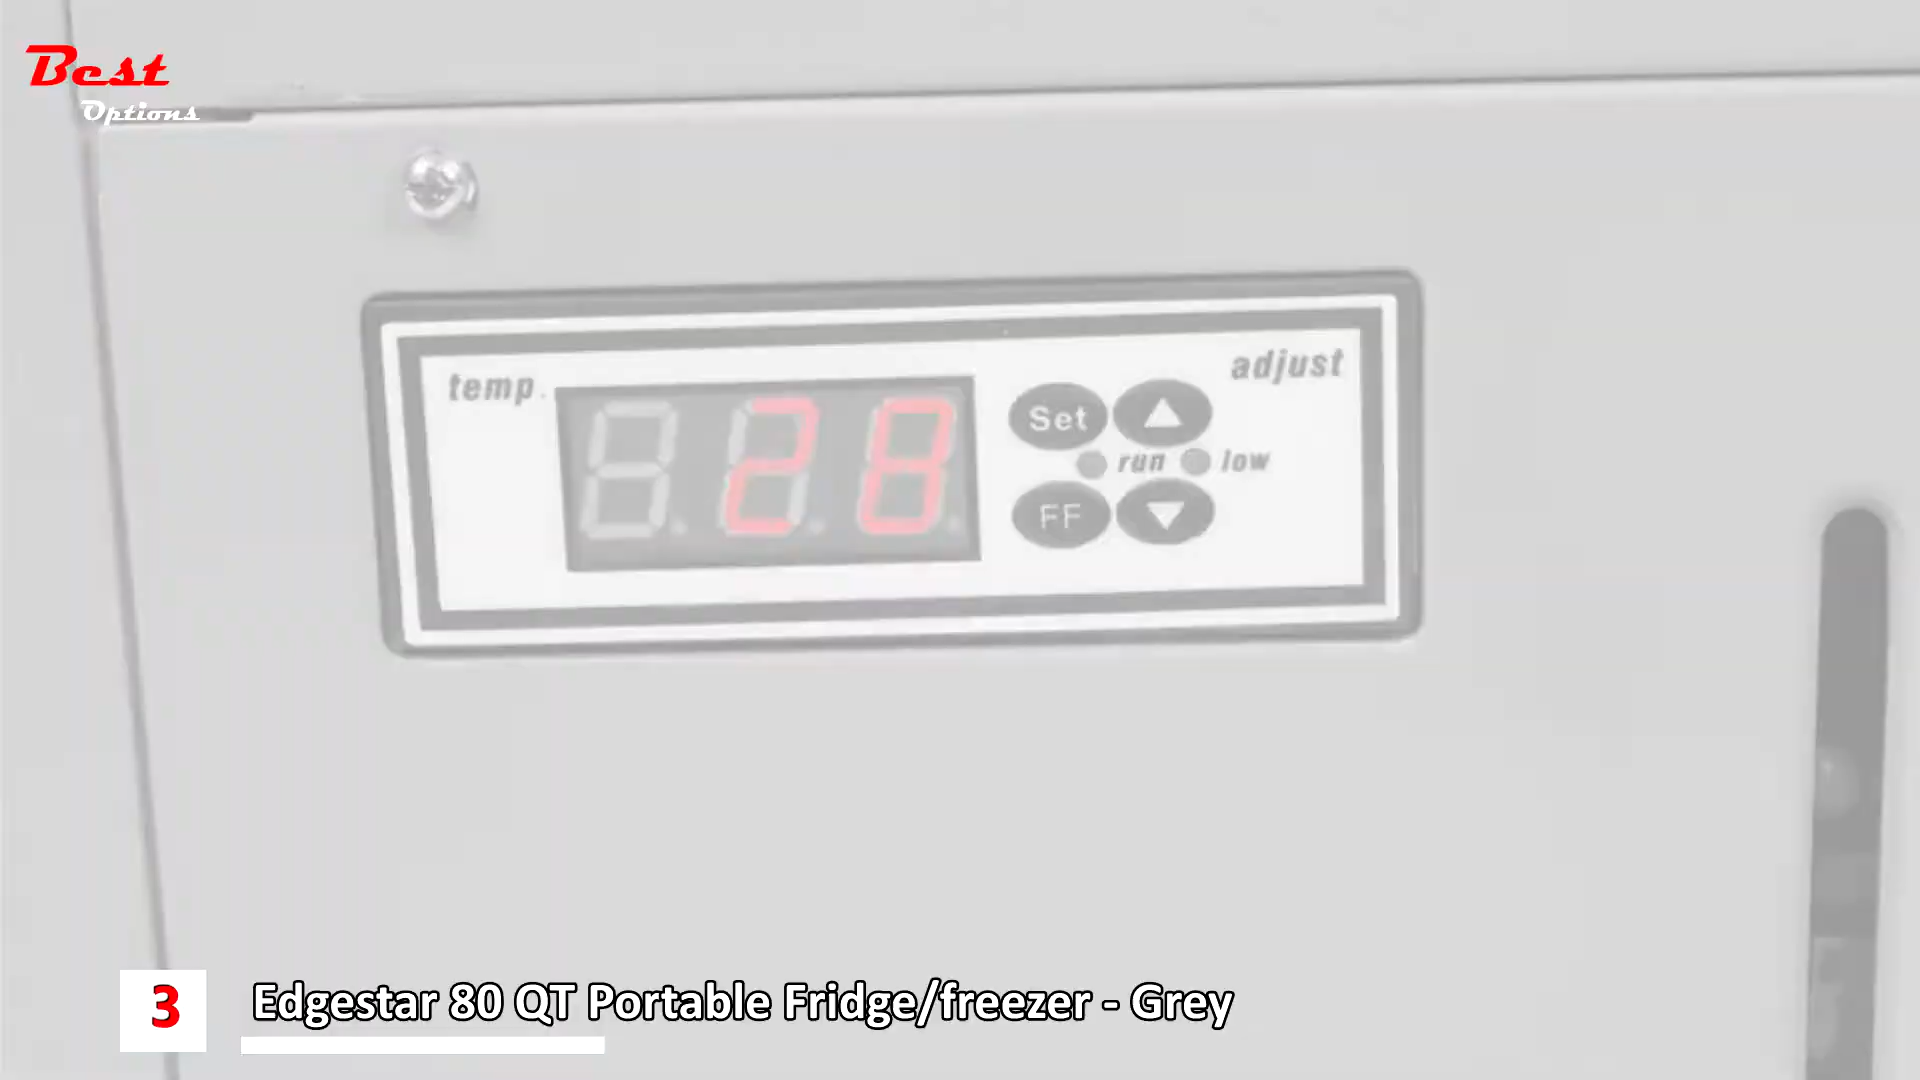 Best
Options
temp.
adjust
28
Set
run low
FF
3
Edgestar 80 QT Portable Fridge/freezer - Grey